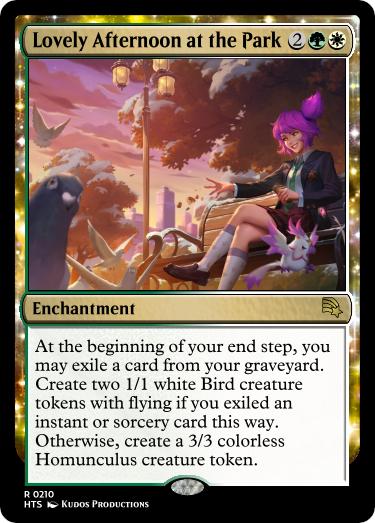 Lovely Afternoon at the Park 2
Enchantment
At the beginning of your end step, you
may exile a card from your graveyard.
Create two 1/1 white Bird creature
tokens with flying if you exiled an
instant or sorcery card this way.
Otherwise, create a 3/3 colorless
Homunculus creature token.
R 0210
HTS Kudos Productions